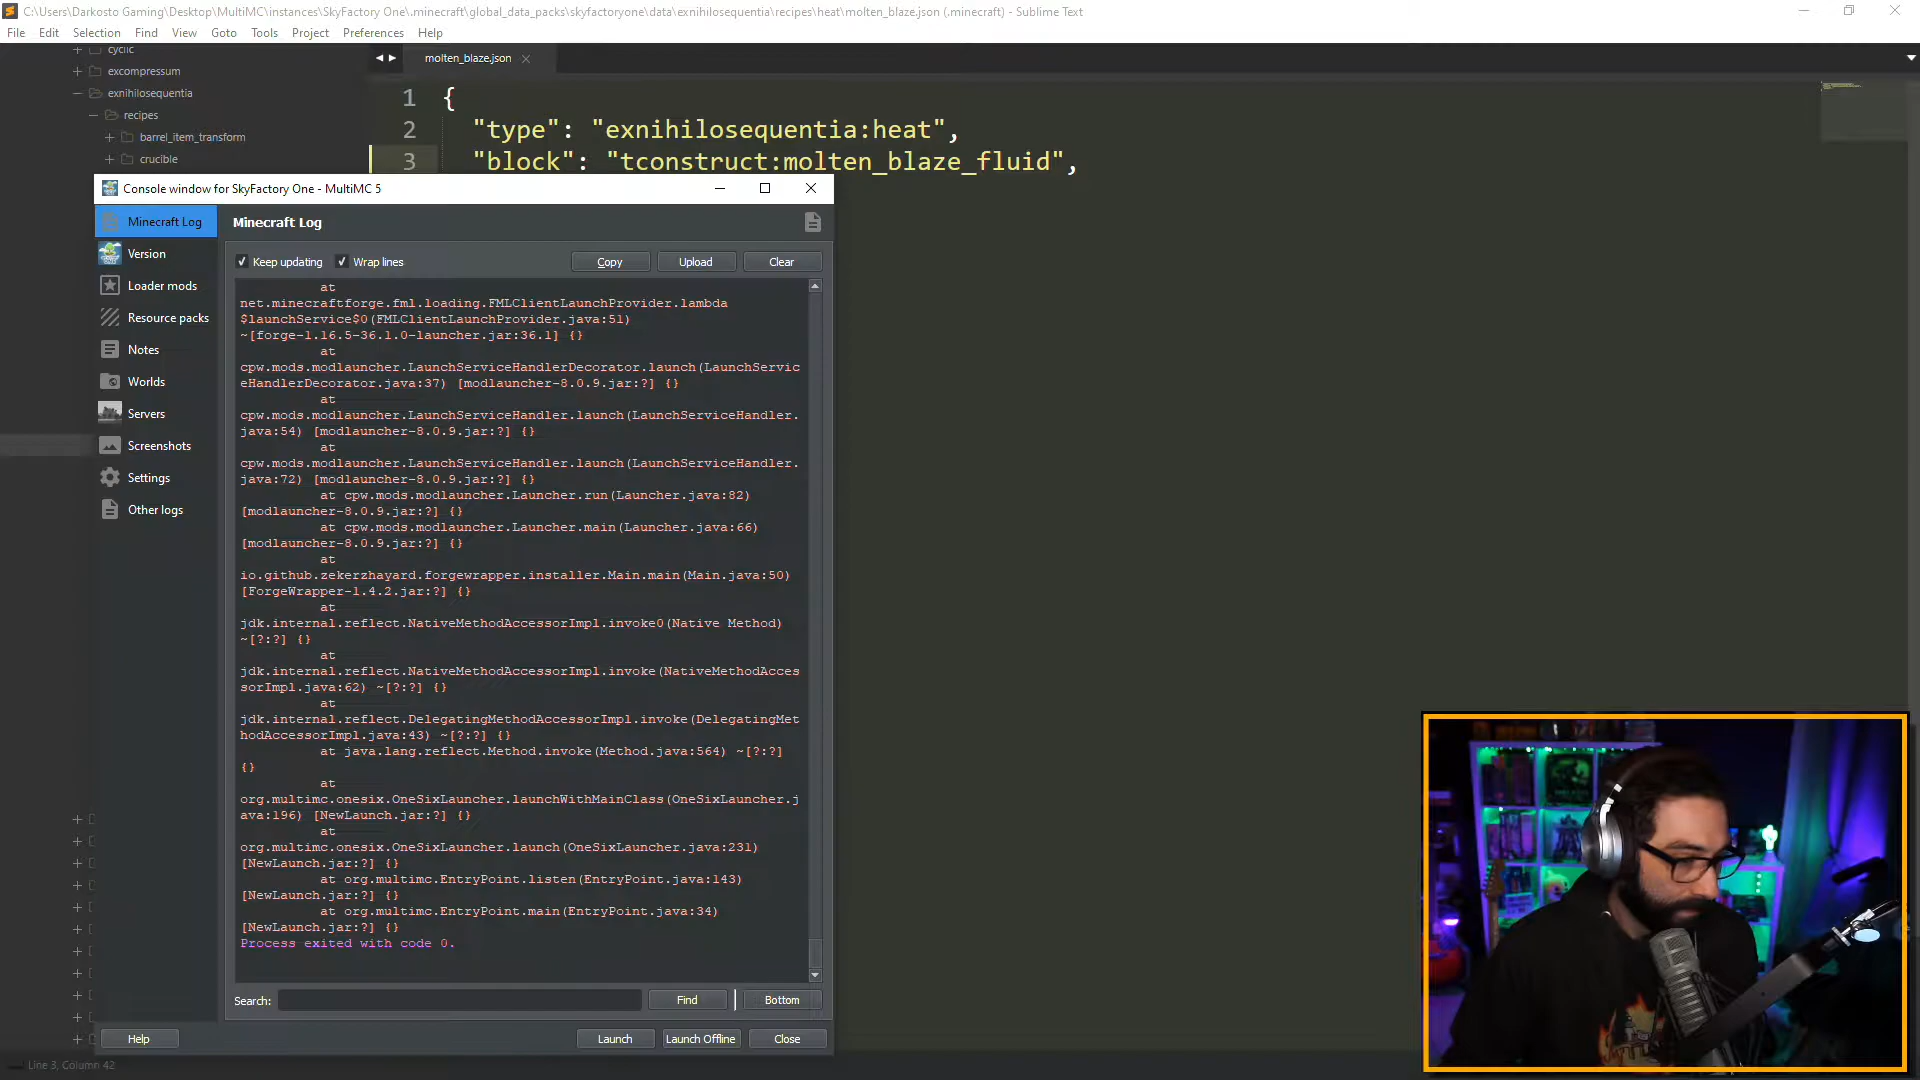 C:\Users\Darkosto Gaming\Desktop\MultiMC\instances\SkyFactory One\.minecraft\global_data_packs\skyfactoryone\data\exnihilosequentia\recipes\heat\molten_blaze.json (.minecraft) - Sublime Text
File Edit Selection Find View Goto Tools Project Preferences Help
cyclic
excompressum
exnihilosequentia
recipes
barrel_item_transform
crucible
molten_blaze.json
1 {
2 "type": "exnihilosequentia:heat",
3 "block": "tconstruct:molten_blaze_fluid",
Console window for SkyFactory One - MultiMC 5
Minecraft Log
Version
Loader mods
Resource packs
Notes
Worlds
Servers
Screenshots
Settings
Other logs
Minecraft Log
Keep updating Wrap lines Copy Upload Clear
at
net.minecraftforge.fml.loading.FMLClientLaunchProvider.lambda
$launchService$0(FMLClientLaunchProvider.java:51)
~[forge-1.16.5-36.1.0-launcher.jar:36.1] {}
at
cpw.mods.modlauncher.LaunchServiceHandlerDecorator.launch(LaunchServic
eHandlerDecorator.java:37) [modlauncher-8.0.9.jar:?] {}
at
cpw.mods.modlauncher.LaunchServiceHandler.launch(LaunchServiceHandler.
java:54) [modlauncher-8.0.9.jar:?] {}
at
cpw.mods.modlauncher.LaunchServiceHandler.launch(LaunchServiceHandler.
java:72) [modlauncher-8.0.9.jar:?] {}
at cpw.mods.modlauncher.Launcher.run(Launcher.java:82)
[modlauncher-8.0.9.jar:?] {}
at cpw.mods.modlauncher.Launcher.main(Launcher.java:66)
[modlauncher-8.0.9.jar:?] {}
at
io.github.zekerzhayard.forgewrapper.installer.Main.main(Main.java:50)
[ForgeWrapper-1.4.2.jar:?] {}
at
jdk.internal.reflect.NativeMethodAccessorImpl.invoke0(Native Method)
~[?:?] {}
at
jdk.internal.reflect.NativeMethodAccessorImpl.invoke(NativeMethodAcces
sorImpl.java:62) ~[?:?] {}
at
jdk.internal.reflect.DelegatingMethodAccessorImpl.invoke(DelegatingMet
hodAccessorImpl.java:43) ~[?:?] {}
at java.lang.reflect.Method.invoke(Method.java:564) ~[?:?]
{}
at
org.multimc.onesix.OneSixLauncher.launchWithMainClass(OneSixLauncher.j
ava:196) [NewLaunch.jar:?] {}
at
org.multimc.onesix.OneSixLauncher.launch(OneSixLauncher.java:231)
[NewLaunch.jar:?] {}
at org.multimc.EntryPoint.listen(EntryPoint.java:143)
[NewLaunch.jar:?] {}
at org.multimc.EntryPoint.main(EntryPoint.java:34)
[NewLaunch.jar:?] {}
Process exited with code 0.
Search: Find Bottom
Help Launch Launch Offline Close
Line 3, Column 42